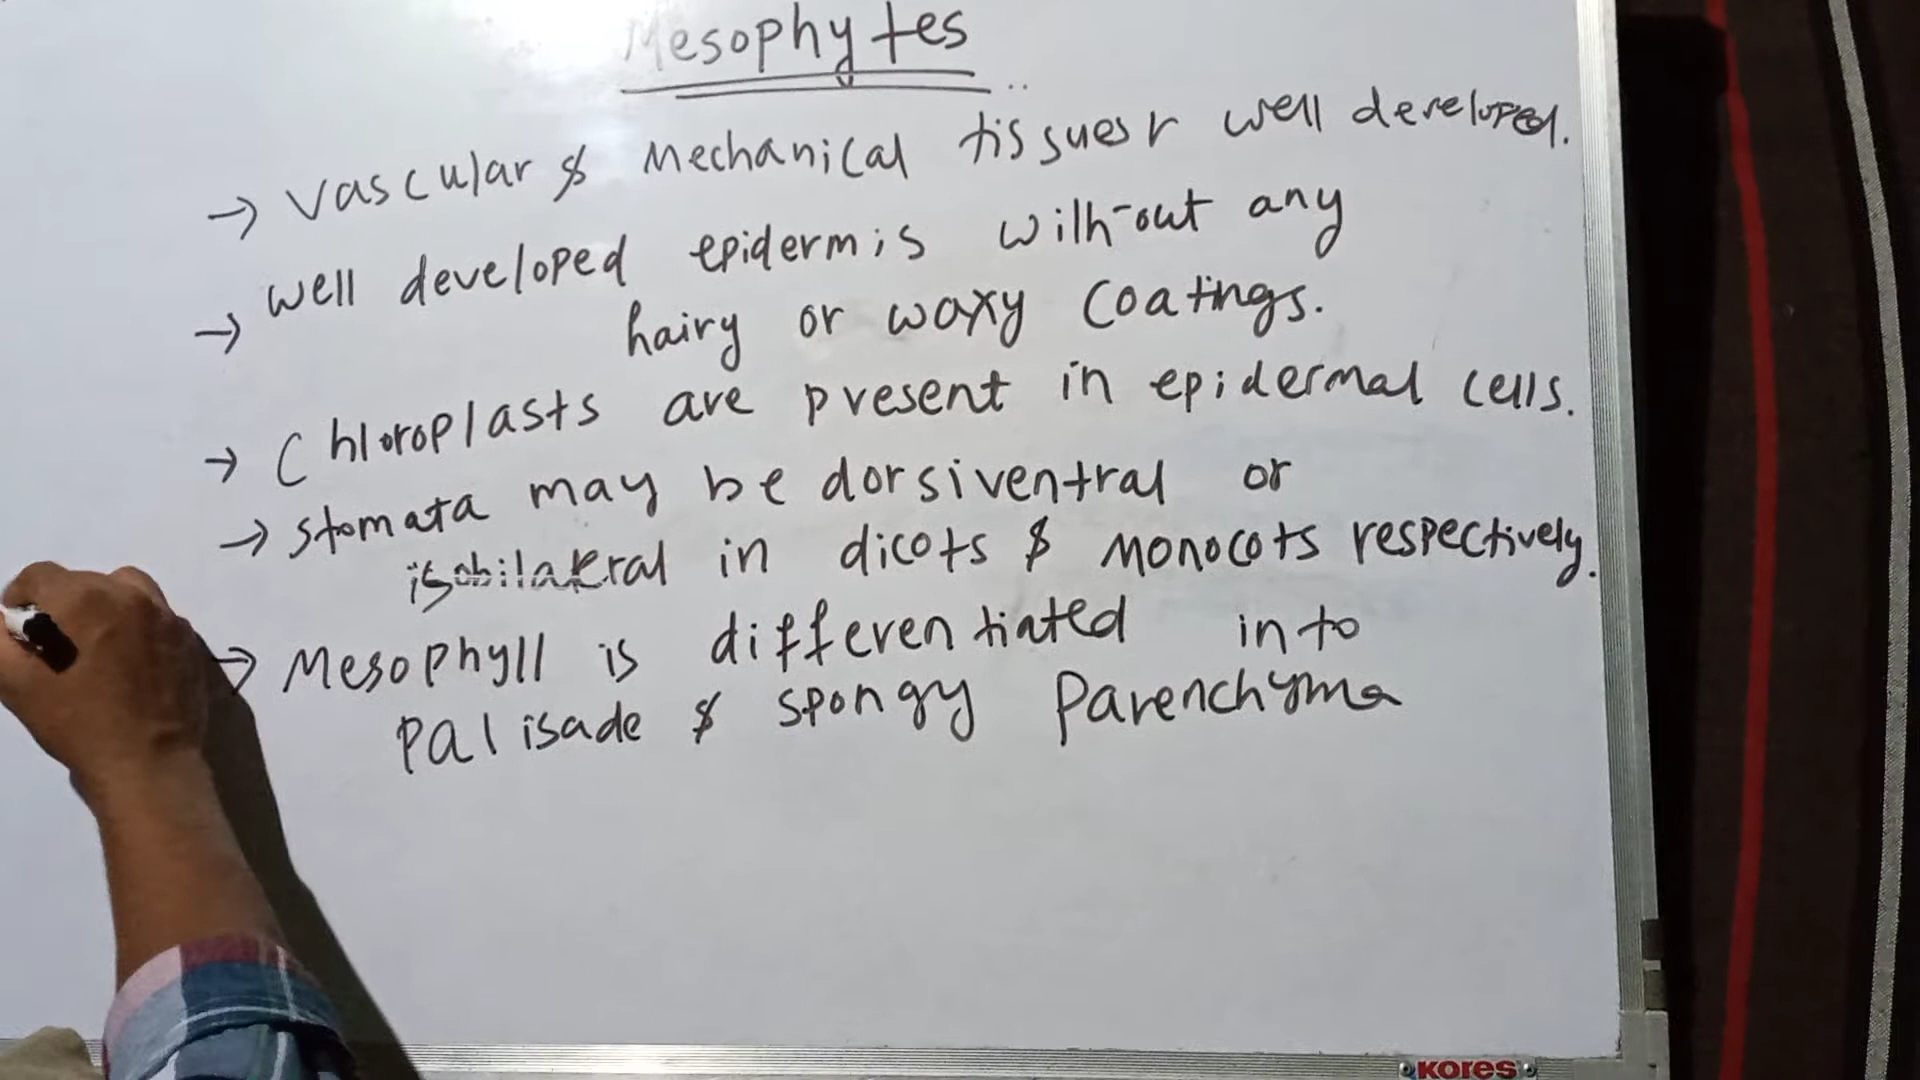 Mesophytes
→ Vascular & Mechanical tissues r well developed.
→ well developed epidermis with-out any
hairy or waxy coatings.
→ Chloroplasts are present in epidermal cells.
→ stomata may be dorsiventral or
isobilateral in dicots & monocots respectively.
→ Mesophyll is differentiated into
palisade & spongy parenchyma
KORES